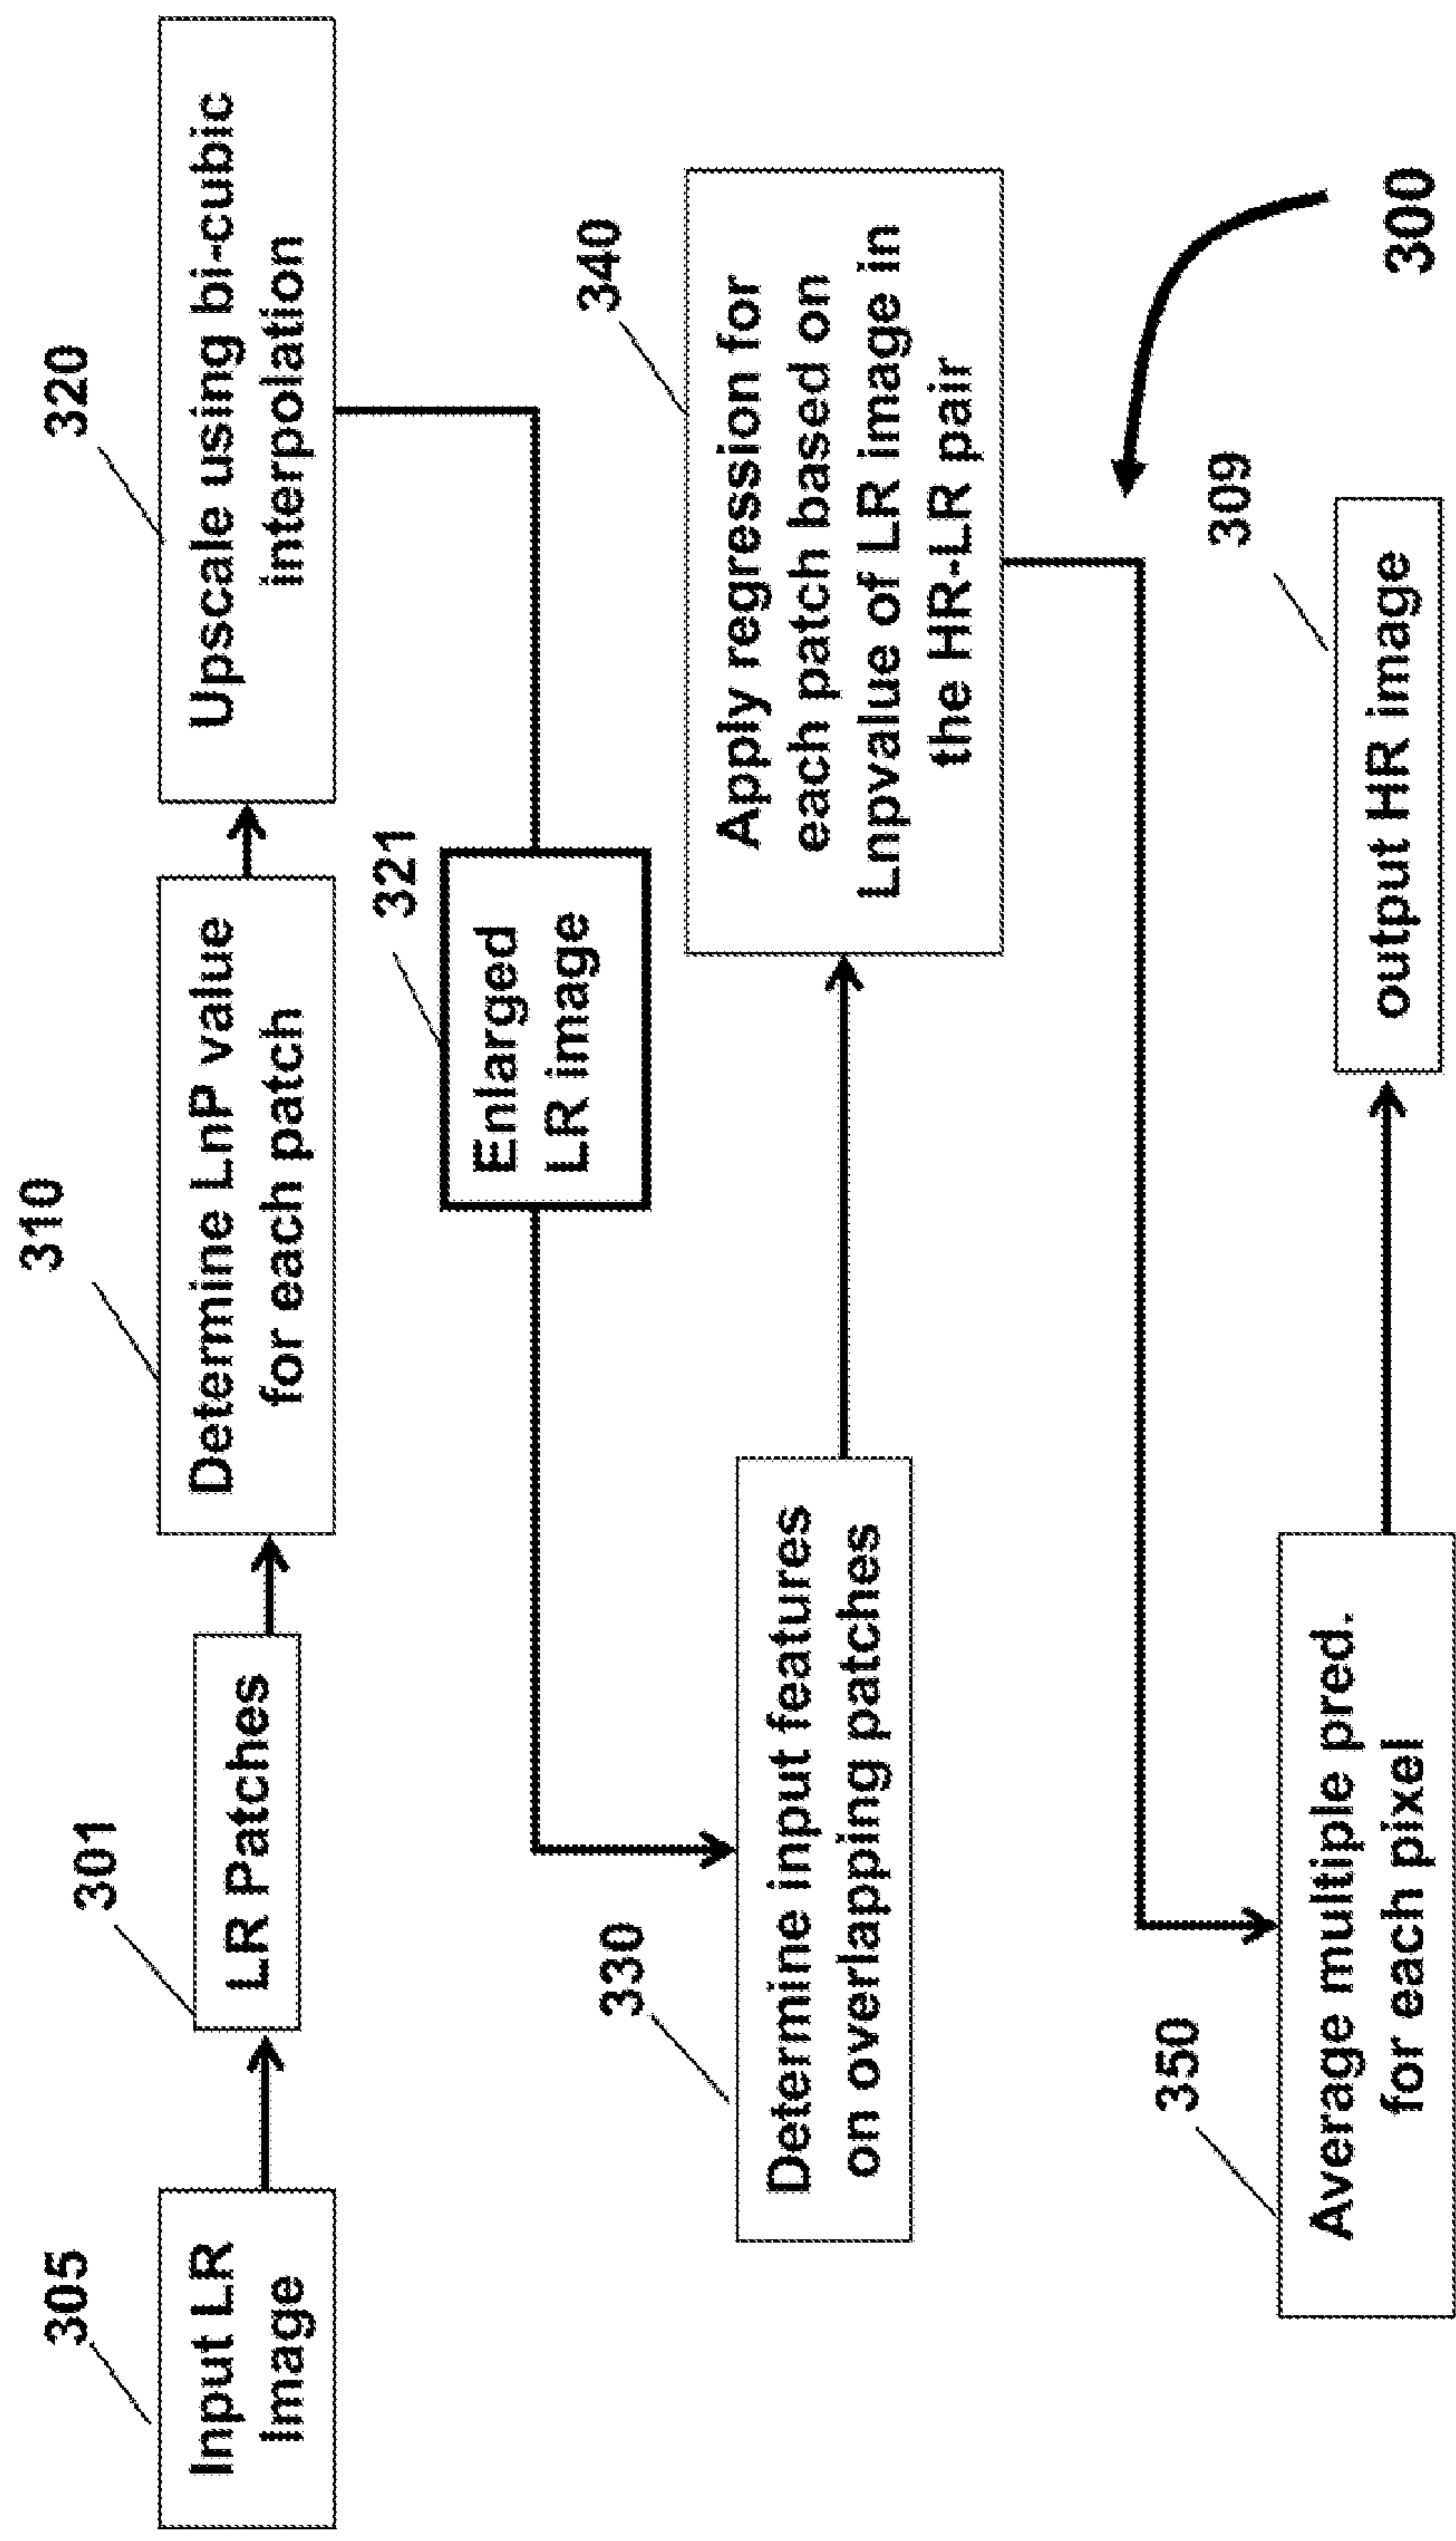 305
Input LR
Image
301
LR Patches
310
Determine LnP value
for each patch
320
Upscale using bi-cubic
interpolation
321
Enlarged
LR image
330
Determine input features
on overlapping patches
340
Apply regression for
each patch based on
Lnpvalue of LR image in
the HR-LR pair
350
Average multiple pred.
for each pixel
309
output HR image
300